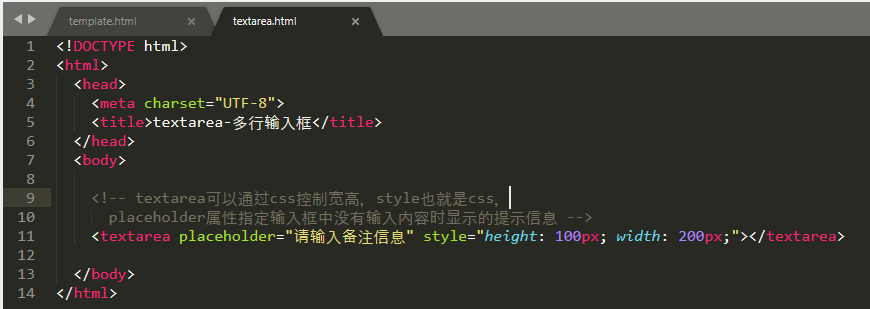 template.html
textarea.html
1 <!DOCTYPE html>
2 <html>
3 <head>
4 <meta charset="UTF-8">
5 <title>textarea-多行输入框</title>
6 </head>
7 <body>
8
9 <!-- textarea可以通过css控制宽高，style也就是css，
10 placeholder属性指定输入框中没有输入内容时显示的提示信息 -->
11 <textarea placeholder="请输入备注信息" style="height: 100px; width: 200px;"></textarea>
12
13 </body>
14 </html>